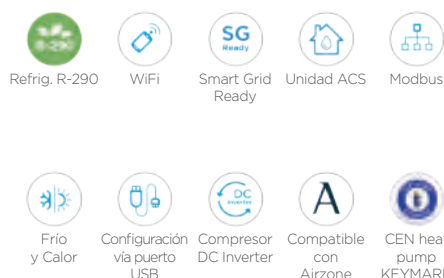 R-290
SG
Ready
Refrig. R-290
WiFi
Smart Grid
Ready
Unidad ACS
Modbus
DC
Inverter
A
Frío
y Calor
Configuración
vía puerto
USB
Compresor
DC Inverter
Compatible
con
Airzone
CEN heat
pump
KEYMARK